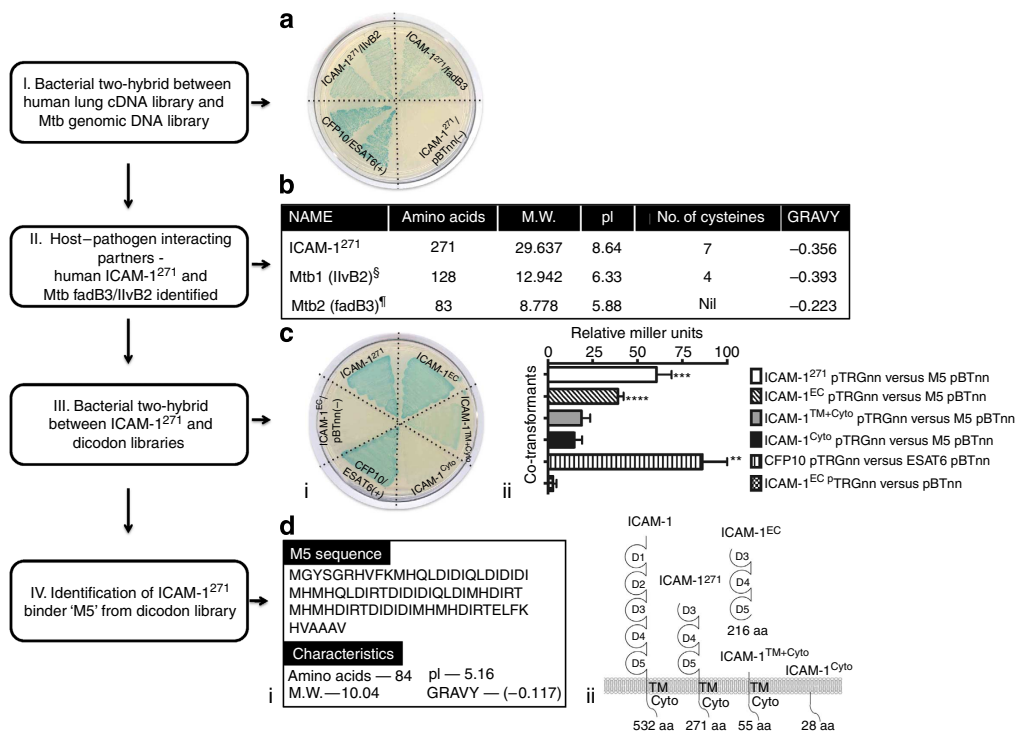 I. Bacterial two-hybrid between
human lung cDNA library and
Mtb genomic DNA library
II. Host–pathogen interacting
partners -
human ICAM-1²⁷¹ and
Mtb fadB3/IIvB2 identified
III. Bacterial two-hybrid
between ICAM-1²⁷¹ and
dicodon libraries
IV. Identification of ICAM-1²⁷¹
binder 'M5' from dicodon library
a
ICAM-1²⁷¹/IlvB2
ICAM-1²⁷¹/fadB3
CFP10/ESAT6(+)
ICAM-1²⁷¹/
pBTnn(–)
b
NAME Amino acids M.W. pI No. of cysteines GRAVY
ICAM-1²⁷¹ 271 29.637 8.64 7 –0.356
Mtb1 (IIvB2)§ 128 12.942 6.33 4 –0.393
Mtb2 (fadB3)¶ 83 8.778 5.88 Nil –0.223
c
ICAM-1²⁷¹
ICAM-1ᴱᶜ
ICAM-1ᵀᴹ⁺ᶜʸᵗᵒ
ICAM-1ᶜʸᵗᵒ
CFP10/
ESAT6(+)
ICAM-1ᴱᶜ/
pBTnn(–)
i
ii
Relative miller units
0 25 50 75 100
Co-transformants
***
****
**
ICAM-1²⁷¹ pTRGnn versus M5 pBTnn
ICAM-1ᴱᶜ pTRGnn versus M5 pBTnn
ICAM-1ᵀᴹ⁺ᶜʸᵗᵒ pTRGnn versus M5 pBTnn
ICAM-1ᶜʸᵗᵒ pTRGnn versus M5 pBTnn
CFP10 pTRGnn versus ESAT6 pBTnn
ICAM-1ᴱᶜ ᵖTRGnn versus pBTnn
d
M5 sequence
MGYSGRHVFKMHQLDIDIQLDIDIDI
MHMHQLDIRTDIDIDIQLDIMHDIRT
MHMHDIRTDIDIDIMHMHDIRTELFK
HVAAAV
Characteristics
Amino acids — 84 pI — 5.16
M.W.—10.04 GRAVY — (–0.117)
i
ii
ICAM-1
D1
D2
D3
D4
D5
TM
Cyto
532 aa
ICAM-1²⁷¹
D3
D4
D5
TM
Cyto
271 aa
ICAM-1ᴱᶜ
D3
D4
D5
216 aa
ICAM-1ᵀᴹ⁺ᶜʸᵗᵒ
TM
Cyto
55 aa
ICAM-1ᶜʸᵗᵒ
28 aa